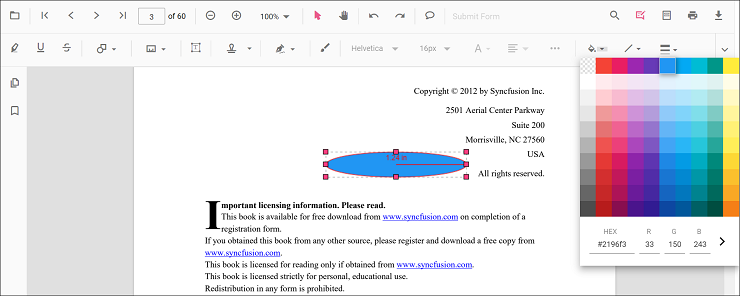 3 of 60 100% Submit Form
Helvetica 16px A
Copyright © 2012 by Syncfusion Inc.
2501 Aerial Center Parkway
Suite 200
Morrisville, NC 27560
USA
All rights reserved.
Important licensing information. Please read.
This book is available for free download from www.syncfusion.com on completion of a
registration form.
If you obtained this book from any other source, please register and download a free copy from
www.syncfusion.com.
This book is licensed for reading only if obtained from www.syncfusion.com.
This book is licensed strictly for personal, educational use.
Redistribution in any form is prohibited.
HEX R G B
#2196f3 33 150 243